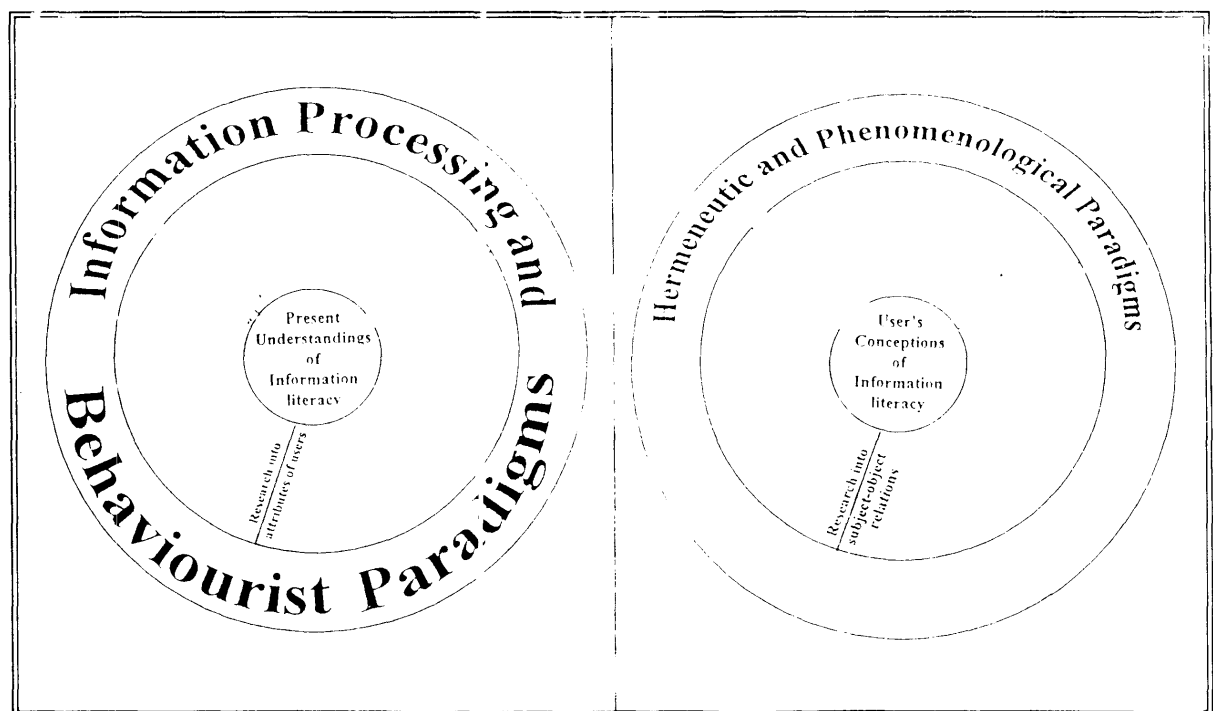 Information Processing and
Behaviourist Paradigms
Present
Understandings
of
Information
literacy
Research into
attributes of users
Hermeneutic and Phenomenological Paradigms
User's
Conceptions
of
Information
literacy
Research into
subject-object
relations